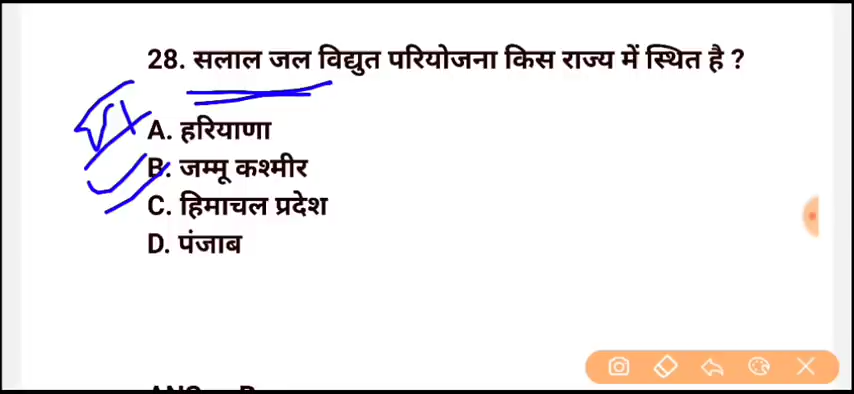 28. सलाल जल विद्युत परियोजना किस राज्य में स्थित है ?
A. हरियाणा
B. जम्मू कश्मीर
C. हिमाचल प्रदेश
D. पंजाब